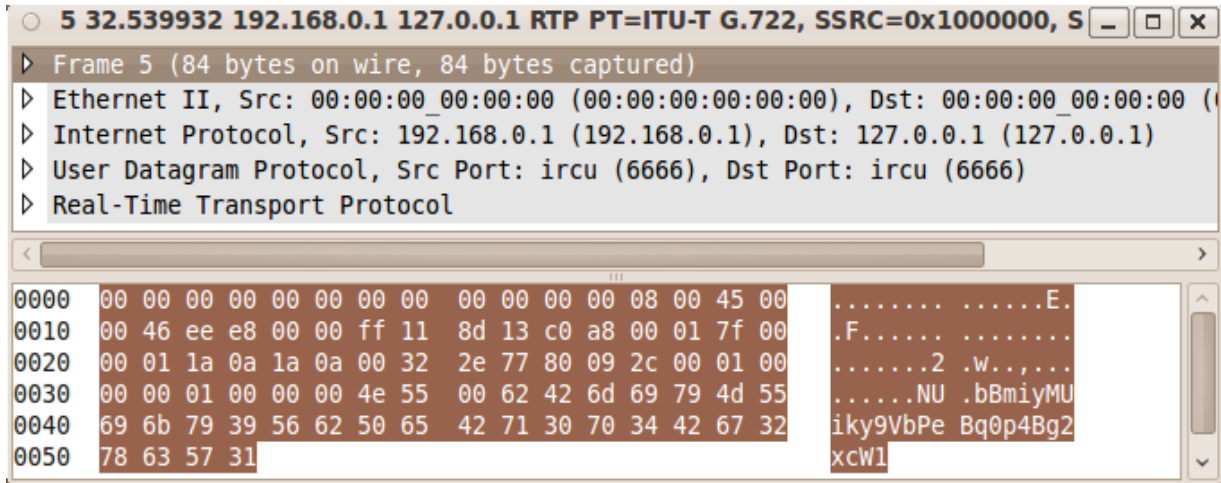 5 32.539932 192.168.0.1 127.0.0.1 RTP PT=ITU-T G.722, SSRC=0x1000000, S
Frame 5 (84 bytes on wire, 84 bytes captured)
Ethernet II, Src: 00:00:00_00:00:00 (00:00:00:00:00:00), Dst: 00:00:00_00:00:00 (
Internet Protocol, Src: 192.168.0.1 (192.168.0.1), Dst: 127.0.0.1 (127.0.0.1)
User Datagram Protocol, Src Port: ircu (6666), Dst Port: ircu (6666)
Real-Time Transport Protocol
0000 00 00 00 00 00 00 00 00 00 00 00 00 08 00 45 00 ........ ......E.
0010 00 46 ee e8 00 00 ff 11 8d 13 c0 a8 00 01 7f 00 .F...... ........
0020 00 01 1a 0a 1a 0a 00 32 2e 77 80 09 2c 00 01 00 .......2 .w..,...
0030 00 00 01 00 00 00 4e 55 00 62 42 6d 69 79 4d 55 ......NU .bBmiyMU
0040 69 6b 79 39 56 62 50 65 42 71 30 70 34 42 67 32 iky9VbPe Bq0p4Bg2
0050 78 63 57 31 xcW1